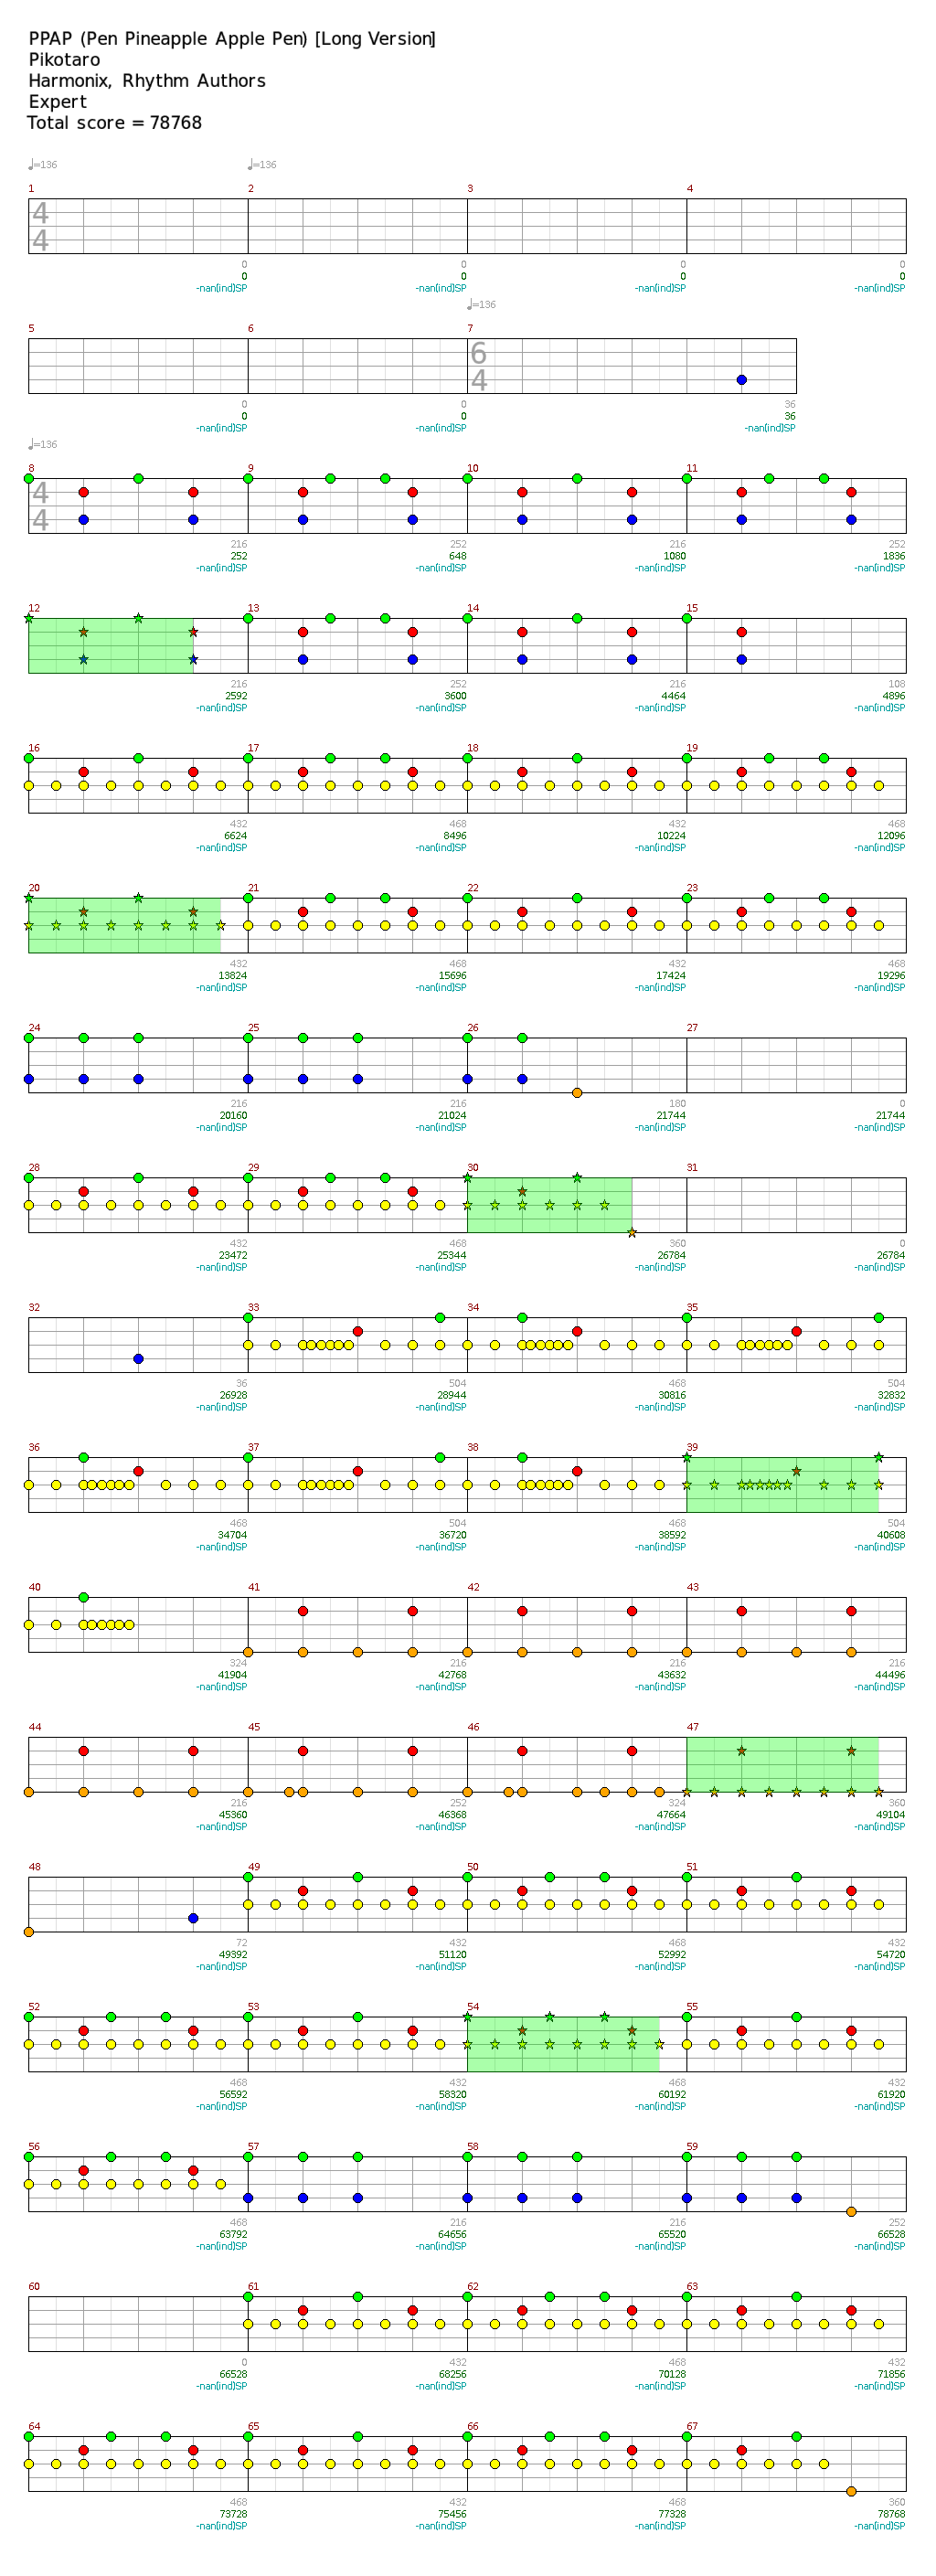 PPAP (Pen Pineapple Apple Pen) [Long Version]
Pikotaro
Harmonix, Rhythm Authors
Expert
Total score = 78768
♩=136 ♩=136
1 2 3 4
4
4
0 0 0 0
0 0 0 0
-nan(ind)SP -nan(ind)SP -nan(ind)SP -nan(ind)SP
♩=136
5 6 7
6
4
0 0 36
0 0 36
-nan(ind)SP -nan(ind)SP -nan(ind)SP
♩=136
8 9 10 11
4
4
216 252 216 252
252 648 1080 1836
-nan(ind)SP -nan(ind)SP -nan(ind)SP -nan(ind)SP
12 13 14 15
216 252 216 108
2592 3600 4464 4896
-nan(ind)SP -nan(ind)SP -nan(ind)SP -nan(ind)SP
16 17 18 19
432 468 432 468
6624 8496 10224 12096
-nan(ind)SP -nan(ind)SP -nan(ind)SP -nan(ind)SP
20 21 22 23
432 468 432 468
13824 15696 17424 19296
-nan(ind)SP -nan(ind)SP -nan(ind)SP -nan(ind)SP
24 25 26 27
216 216 180 0
20160 21024 21744 21744
-nan(ind)SP -nan(ind)SP -nan(ind)SP -nan(ind)SP
28 29 30 31
432 468 360 0
23472 25344 26784 26784
-nan(ind)SP -nan(ind)SP -nan(ind)SP -nan(ind)SP
32 33 34 35
36 504 468 504
26928 28944 30816 32832
-nan(ind)SP -nan(ind)SP -nan(ind)SP -nan(ind)SP
36 37 38 39
468 504 468 504
34704 36720 38592 40608
-nan(ind)SP -nan(ind)SP -nan(ind)SP -nan(ind)SP
40 41 42 43
324 216 216 216
41904 42768 43632 44496
-nan(ind)SP -nan(ind)SP -nan(ind)SP -nan(ind)SP
44 45 46 47
216 252 324 360
45360 46368 47664 49104
-nan(ind)SP -nan(ind)SP -nan(ind)SP -nan(ind)SP
48 49 50 51
72 432 468 432
49392 51120 52992 54720
-nan(ind)SP -nan(ind)SP -nan(ind)SP -nan(ind)SP
52 53 54 55
468 432 468 432
56592 58320 60192 61920
-nan(ind)SP -nan(ind)SP -nan(ind)SP -nan(ind)SP
56 57 58 59
468 216 216 252
63792 64656 65520 66528
-nan(ind)SP -nan(ind)SP -nan(ind)SP -nan(ind)SP
60 61 62 63
0 432 468 432
66528 68256 70128 71856
-nan(ind)SP -nan(ind)SP -nan(ind)SP -nan(ind)SP
64 65 66 67
468 432 468 360
73728 75456 77328 78768
-nan(ind)SP -nan(ind)SP -nan(ind)SP -nan(ind)SP